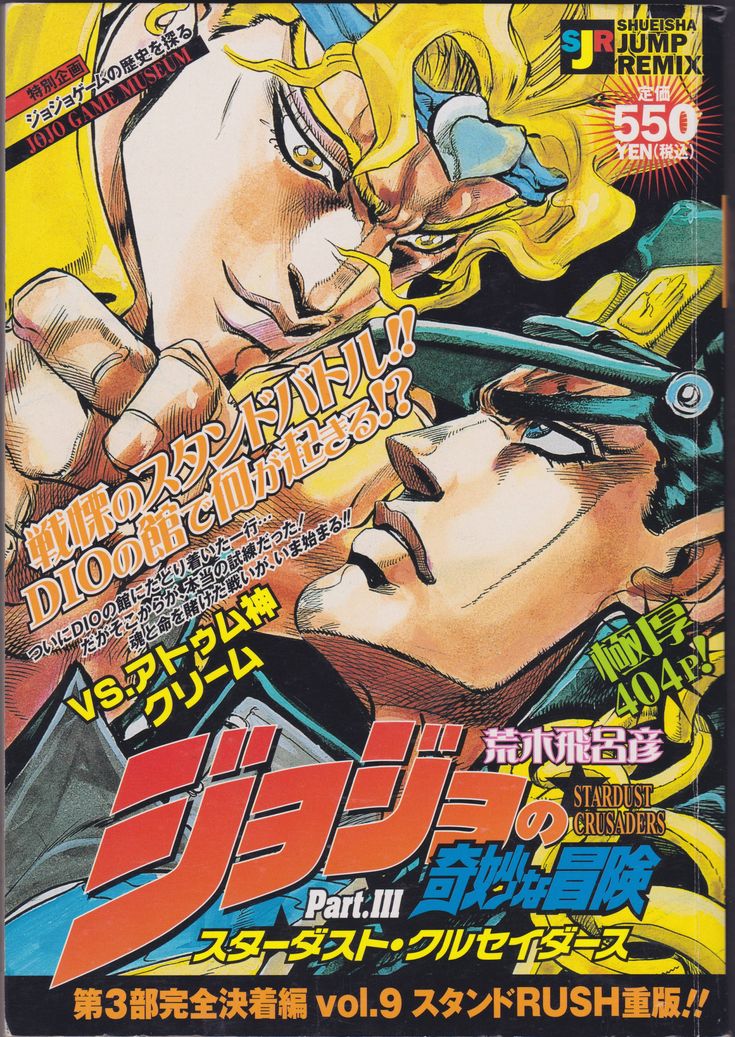 特別企画
ジョジョゲームの歴史を探る
JOJO GAME MUSEUM
SJR
SHUEISHA
JUMP
REMIX
定価
550
YEN(税込)
戦慄のスタンドバトル!!
DIOの館で何が起きる!?
ついにDIOの館にたどり着いた一行…
だがそこからが、本当の試練だった!
魂と命を賭けた戦いが、いま始まる!!
VS.アトゥム神
クリーム
極厚
404P!
荒木飛呂彦
ジョジョの
STARDUST
CRUSADERS
Part.III 奇妙な冒険
スターダスト・クルセイダース
第3部完全決着編 vol.9 スタンドRUSH重版!!